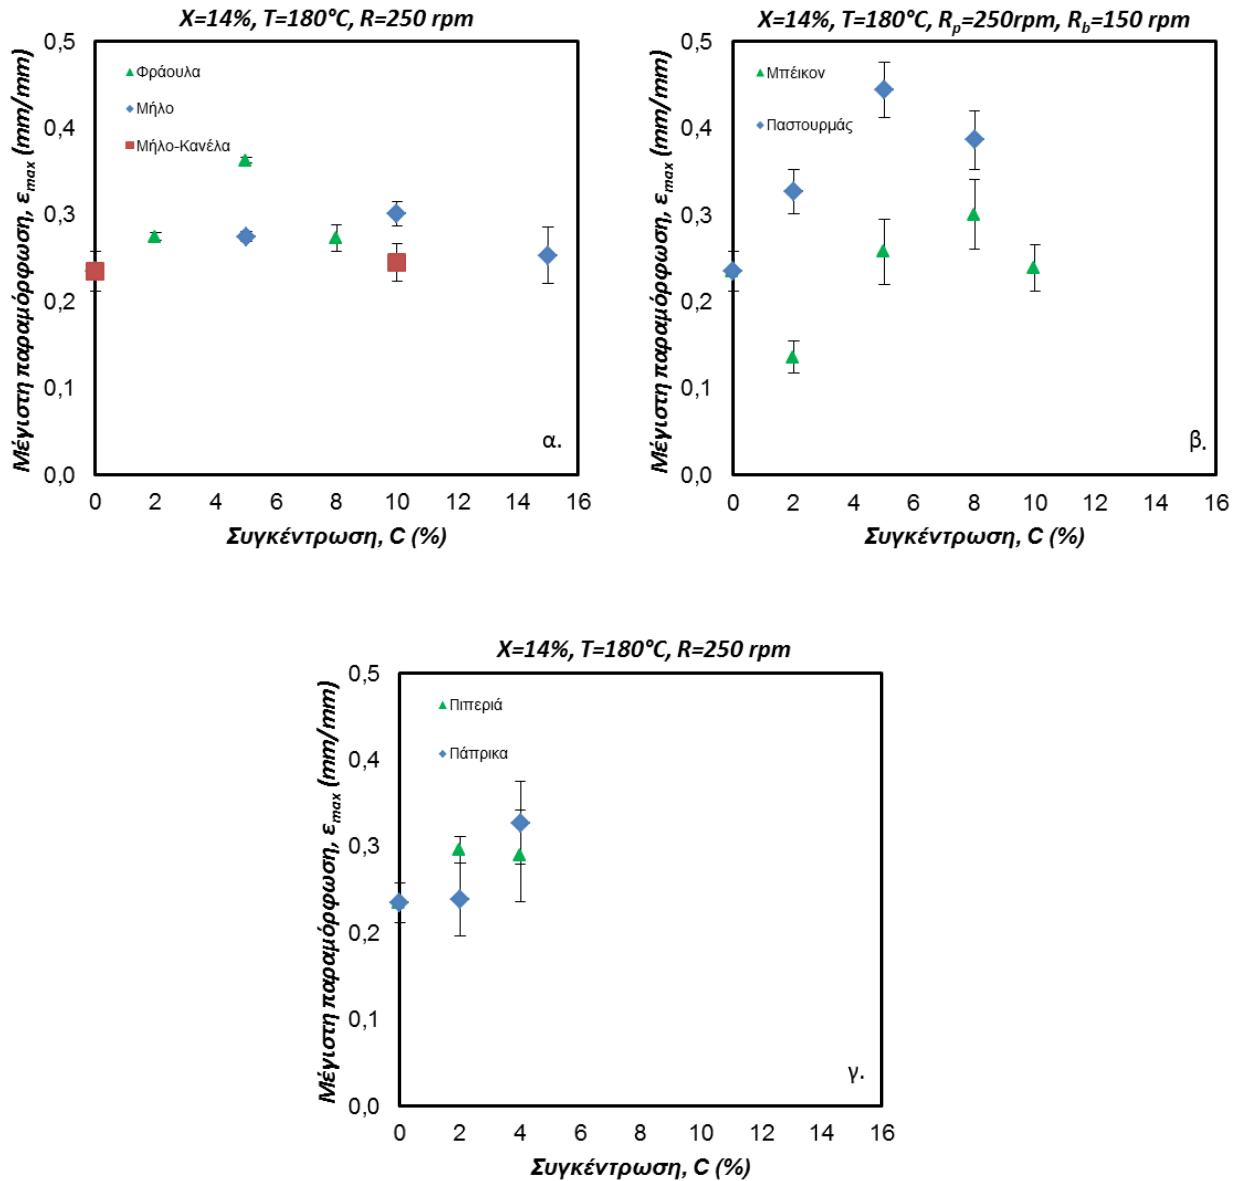 X=14%, T=180°C, R=250 rpm
Μέγιστη παραμόρφωση, ε_max (mm/mm)
0,5
0,4
0,3
0,2
0,1
0,0
Φράουλα
Μήλο
Μήλο-Κανέλα
α.
0 2 4 6 8 10 12 14 16
Συγκέντρωση, C (%)
X=14%, T=180°C, R_p=250rpm, R_b=150 rpm
Μέγιστη παραμόρφωση, ε_max (mm/mm)
0,5
0,4
0,3
0,2
0,1
0,0
Μπέικον
Παστουρμάς
β.
0 2 4 6 8 10 12 14 16
Συγκέντρωση, C (%)
X=14%, T=180°C, R=250 rpm
Μέγιστη παραμόρφωση, ε_max (mm/mm)
0,5
0,4
0,3
0,2
0,1
0,0
Πιπεριά
Πάπρικα
γ.
0 2 4 6 8 10 12 14 16
Συγκέντρωση, C (%)